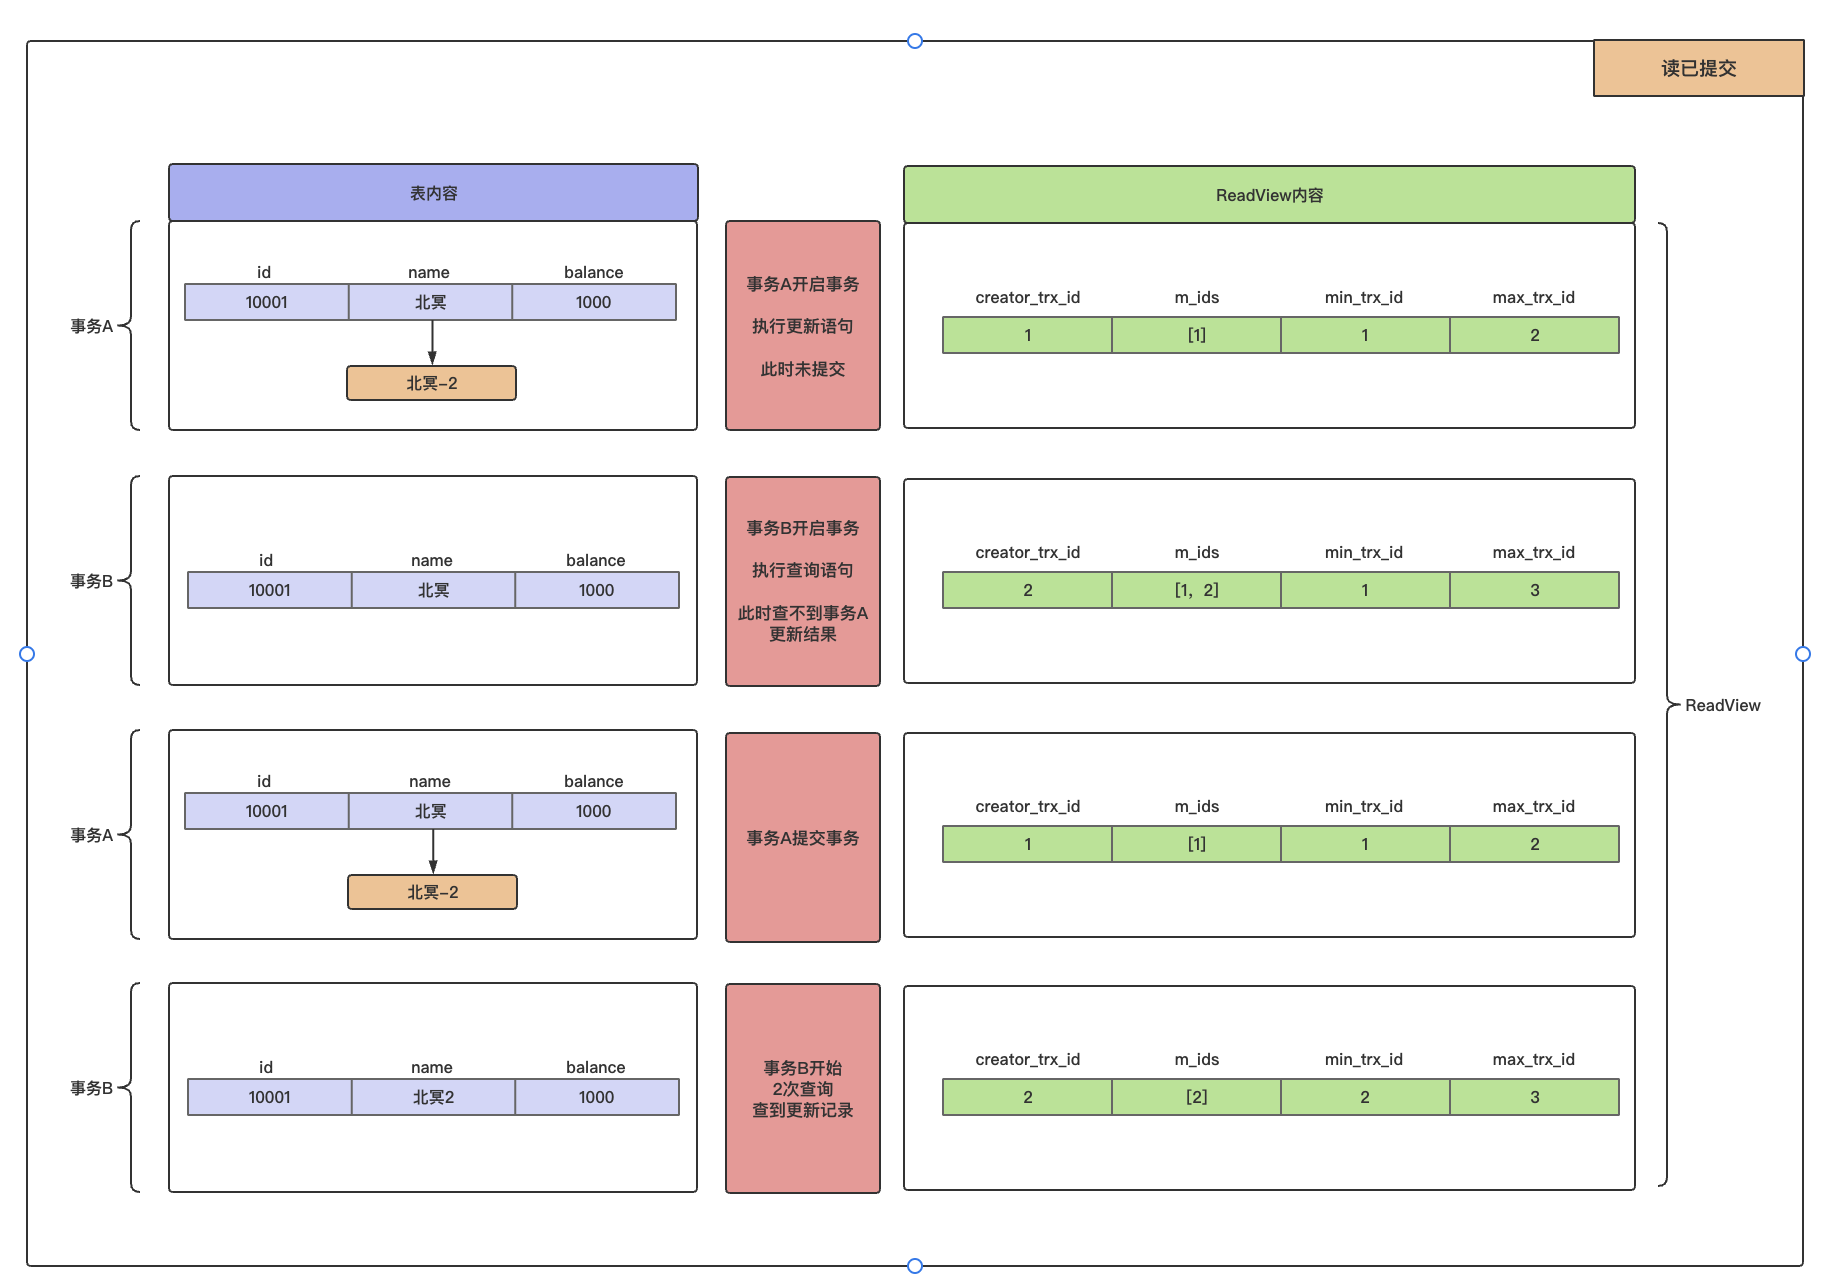 读已提交
表内容
ReadView内容
事务A
id name balance
10001 北冥 1000
北冥-2
事务A开启事务
执行更新语句
此时未提交
creator_trx_id m_ids min_trx_id max_trx_id
1 [1] 1 2
事务B
id name balance
10001 北冥 1000
事务B开启事务
执行查询语句
此时查不到事务A
更新结果
creator_trx_id m_ids min_trx_id max_trx_id
2 [1，2] 1 3
ReadView
事务A
id name balance
10001 北冥 1000
北冥-2
事务A提交事务
creator_trx_id m_ids min_trx_id max_trx_id
1 [1] 1 2
事务B
id name balance
10001 北冥2 1000
事务B开始
2次查询
查到更新记录
creator_trx_id m_ids min_trx_id max_trx_id
2 [2] 2 3